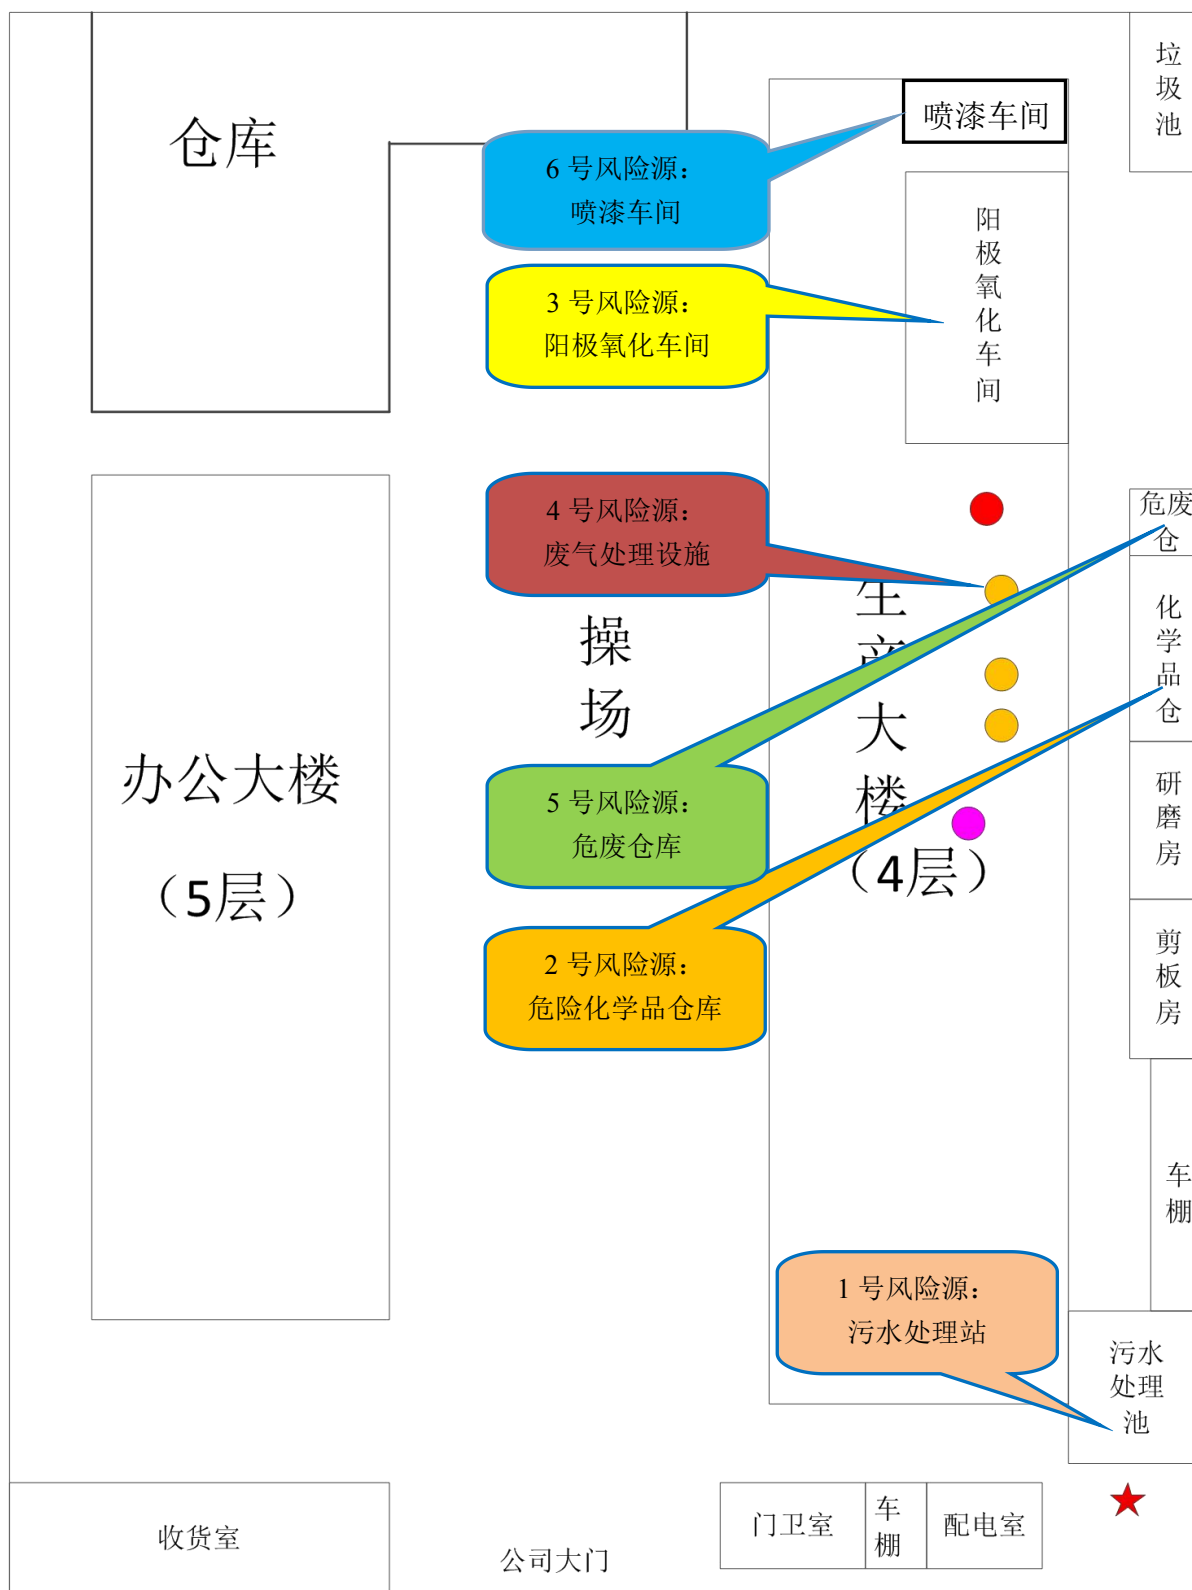 仓库
喷漆车间
垃
圾
池
6 号风险源：
喷漆车间
阳
极
氧
化
车
间
3 号风险源：
阳极氧化车间
4 号风险源：
废气处理设施
危废
仓
操
场
生
产
大
楼
（4层）
化
学
品
仓
办公大楼
（5层）
5 号风险源：
危废仓库
研
磨
房
2 号风险源：
危险化学品仓库
剪
板
房
车
棚
1 号风险源：
污水处理站
污水
处理
池
收货室
公司大门
门卫室
车
棚
配电室